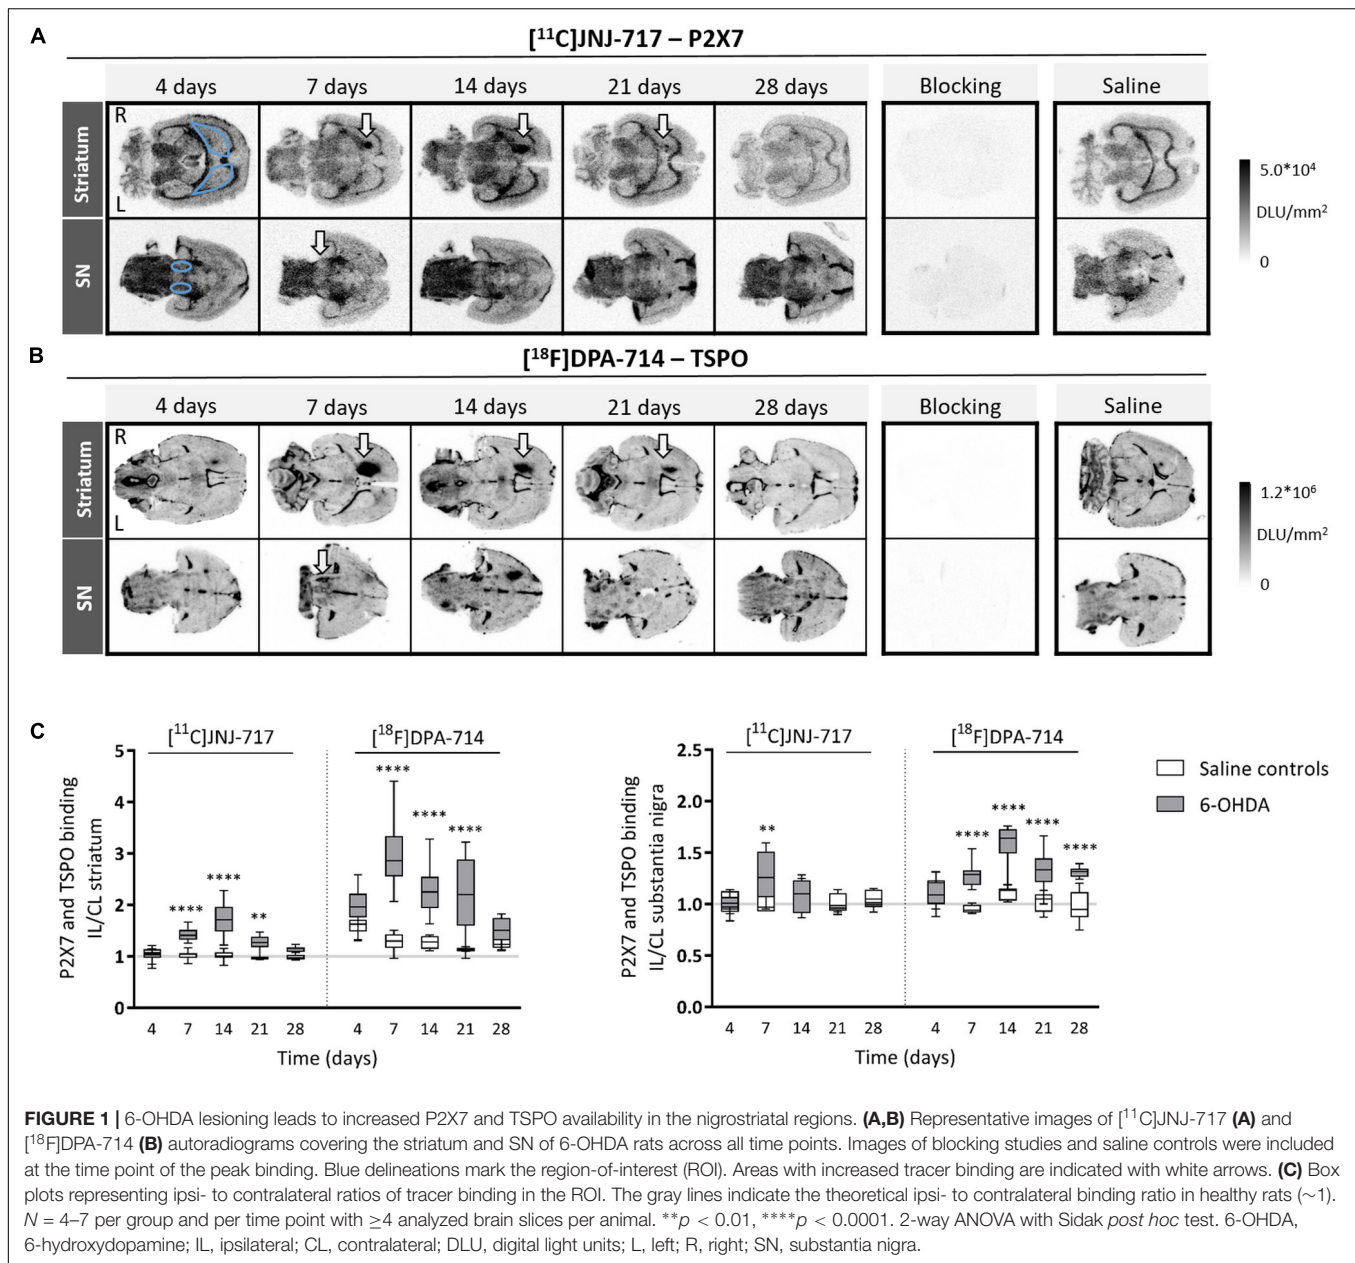 A
[¹¹C]JNJ-717 – P2X7
4 days 7 days 14 days 21 days 28 days Blocking Saline
Striatum
R
L
SN
5.0*10⁴
DLU/mm²
0
B
[¹⁸F]DPA-714 – TSPO
4 days 7 days 14 days 21 days 28 days Blocking Saline
Striatum
R
L
SN
1.2*10⁶
DLU/mm²
0
C
[¹¹C]JNJ-717 [¹⁸F]DPA-714
P2X7 and TSPO binding
IL/CL striatum
5
4
3
2
1
0
**** **** ** **** **** ****
4 7 14 21 28 4 7 14 21 28
Time (days)
[¹¹C]JNJ-717 [¹⁸F]DPA-714
P2X7 and TSPO binding
IL/CL substantia nigra
2.5
2.0
1.5
1.0
0.5
0.0
** **** **** **** ****
4 7 14 21 28 4 7 14 21 28
Time (days)
Saline controls
6-OHDA
FIGURE 1 | 6-OHDA lesioning leads to increased P2X7 and TSPO availability in the nigrostriatal regions. (A,B) Representative images of [¹¹C]JNJ-717 (A) and
[¹⁸F]DPA-714 (B) autoradiograms covering the striatum and SN of 6-OHDA rats across all time points. Images of blocking studies and saline controls were included
at the time point of the peak binding. Blue delineations mark the region-of-interest (ROI). Areas with increased tracer binding are indicated with white arrows. (C) Box
plots representing ipsi- to contralateral ratios of tracer binding in the ROI. The gray lines indicate the theoretical ipsi- to contralateral binding ratio in healthy rats (∼1).
N = 4–7 per group and per time point with ≥4 analyzed brain slices per animal. **p < 0.01, ****p < 0.0001. 2-way ANOVA with Sidak post hoc test. 6-OHDA,
6-hydroxydopamine; IL, ipsilateral; CL, contralateral; DLU, digital light units; L, left; R, right; SN, substantia nigra.